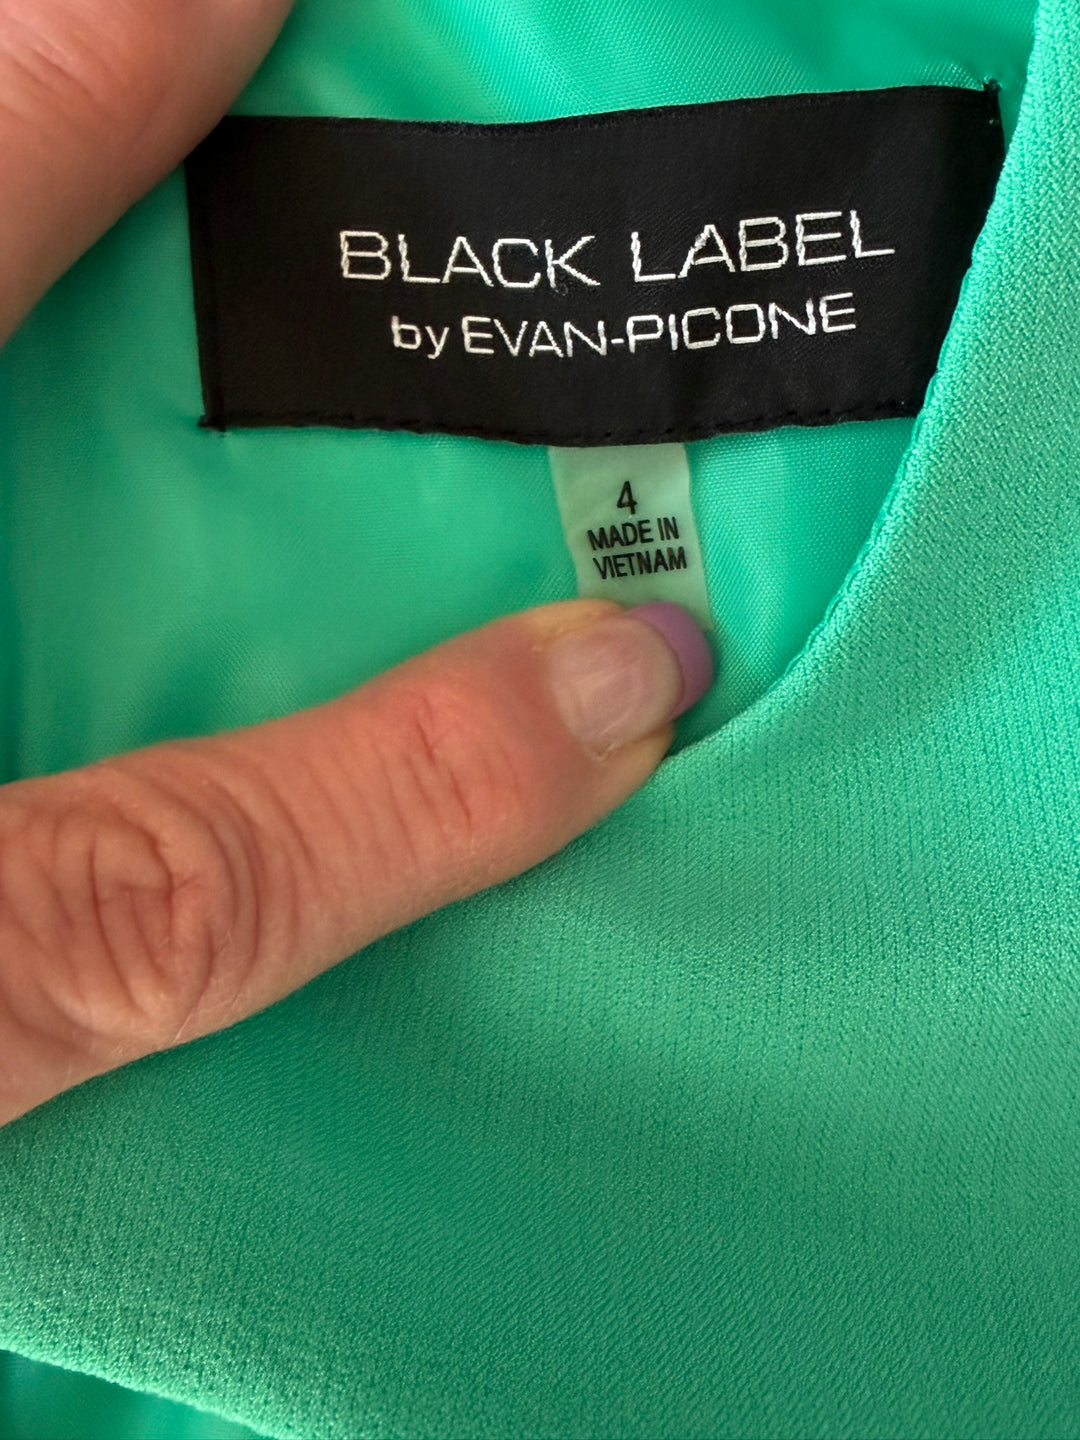 BLACK LABEL
by EVAN-PICONE
4
MADE IN
VIETNAM